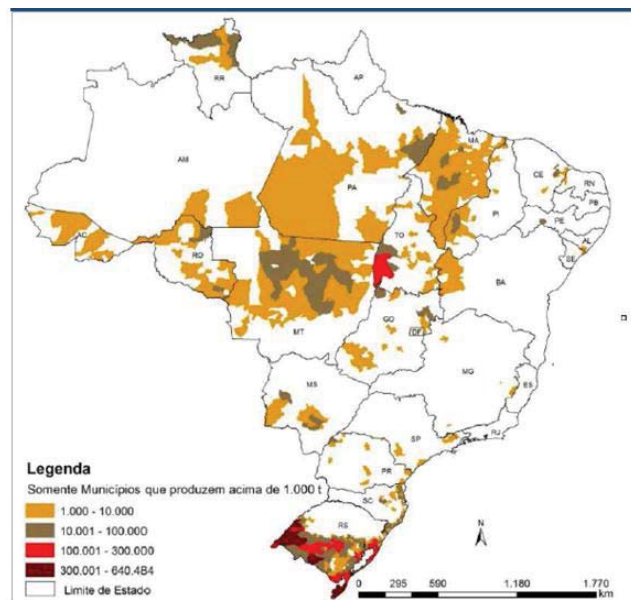 AP
RR
AM
PA
MA
CE
RN
PB
PE
AL
SE
PI
TO
AC
RO
BA
MT
GO
DF
MG
ES
MS
SP
RJ
PR
SC
RS
Legenda
Somente Municípios que produzem acima de 1.000 t
1.000 - 10.000
10.001 - 100.000
100.001 - 300.000
300.001 - 640.484
Limite de Estado
N
0 295 590 1.180 1.770
km